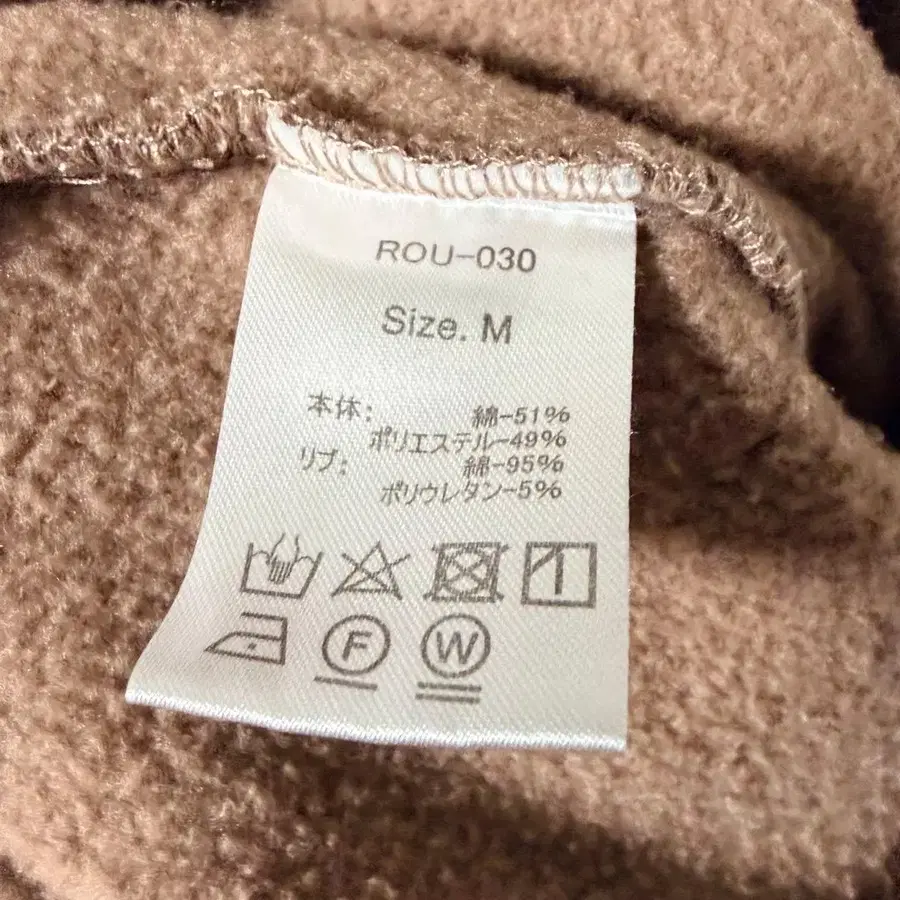 ROU-030
Size. M
本体: 綿-51%
ポリエステル-49%
リブ: 綿-95%
ポリウレタン-5%
F W